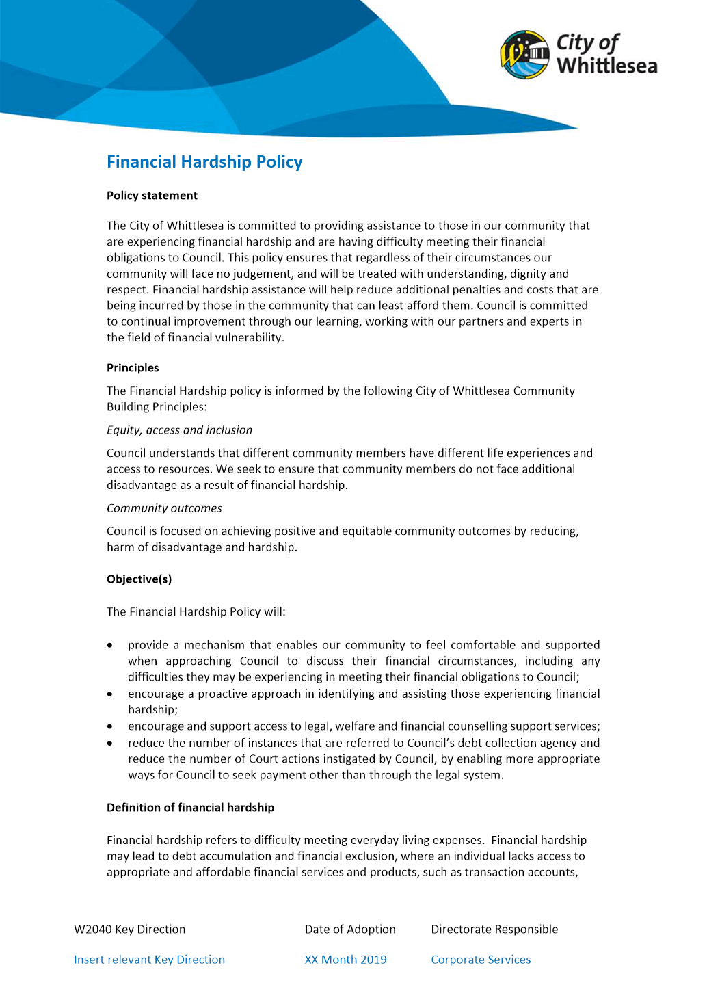 City of
Whittlesea
Financial Hardship Policy
Policy statement
The City of Whittlesea is committed to providing assistance to those in our community that
are experiencing financial hardship and are having difficulty meeting their financial
obligations to Council. This policy ensures that regardless of their circumstances our
community will face no judgement, and will be treated with understanding, dignity and
respect. Financial hardship assistance will help reduce additional penalties and costs that are
being incurred by those in the community that can least afford them. Council is committed
to continual improvement through our learning, working with our partners and experts in
the field of financial vulnerability.
Principles
The Financial Hardship policy is informed by the following City of Whittlesea Community
Building Principles:
Equity, access and inclusion
Council understands that different community members have different life experiences and
access to resources. We seek to ensure that community members do not face additional
disadvantage as a result of financial hardship.
Community outcomes
Council is focused on achieving positive and equitable community outcomes by reducing,
harm of disadvantage and hardship.
Objective(s)
The Financial Hardship Policy will:
• provide a mechanism that enables our community to feel comfortable and supported
when approaching Council to discuss their financial circumstances, including any
difficulties they may be experiencing in meeting their financial obligations to Council;
• encourage a proactive approach in identifying and assisting those experiencing financial
hardship;
• encourage and support access to legal, welfare and financial counselling support services;
• reduce the number of instances that are referred to Council's debt collection agency and
reduce the number of Court actions instigated by Council, by enabling more appropriate
ways for Council to seek payment other than through the legal system.
Definition of financial hardship
Financial hardship refers to difficulty meeting everyday living expenses.  Financial hardship
may lead to debt accumulation and financial exclusion, where an individual lacks access to
appropriate and affordable financial services and products, such as transaction accounts,
W2040 Key Direction Date of Adoption Directorate Responsible
Insert relevant Key Direction XX Month 2019 Corporate Services